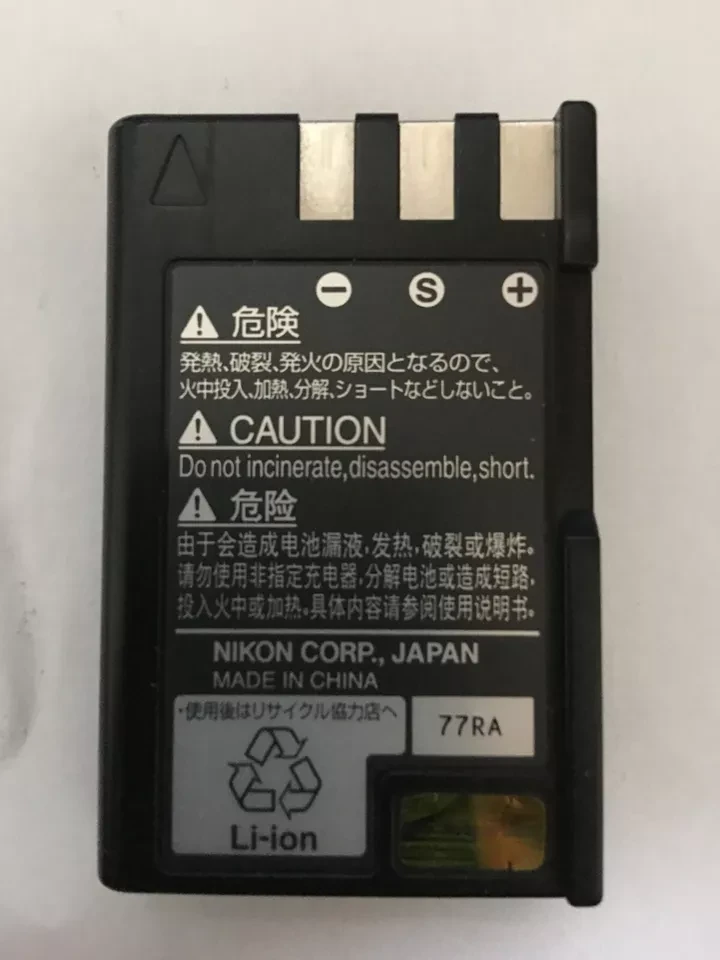 − S +
⚠ 危険
発熱、破裂、発火の原因となるので、
火中投入、加熱、分解、ショートなどしないこと。
⚠ CAUTION
Do not incinerate,disassemble,short.
⚠ 危险
由于会造成电池漏液,发热,破裂或爆炸。
请勿使用非指定充电器,分解电池或造成短路,
投入火中或加热。具体内容请参阅使用说明书。
NIKON CORP., JAPAN
MADE IN CHINA
・使用後はリサイクル協力店へ
77RA
Li-ion